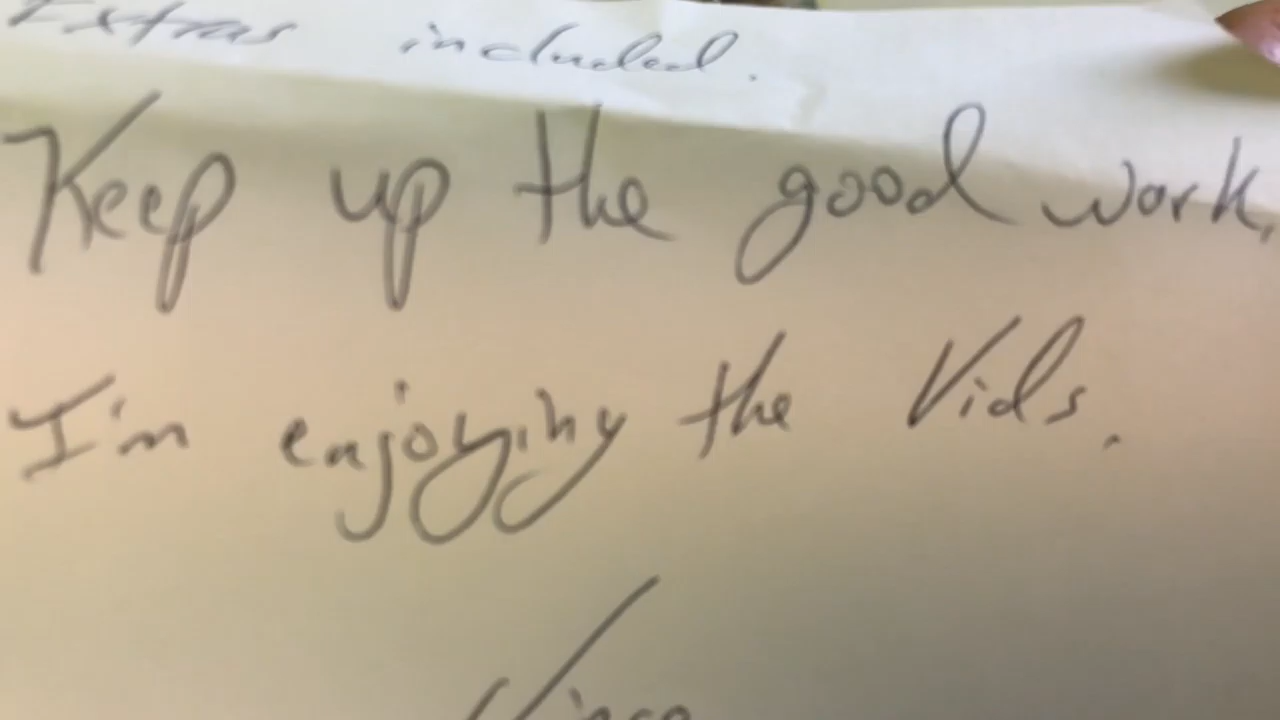 Extras included.
Keep up the good work,
I'm enjoying the Vids.